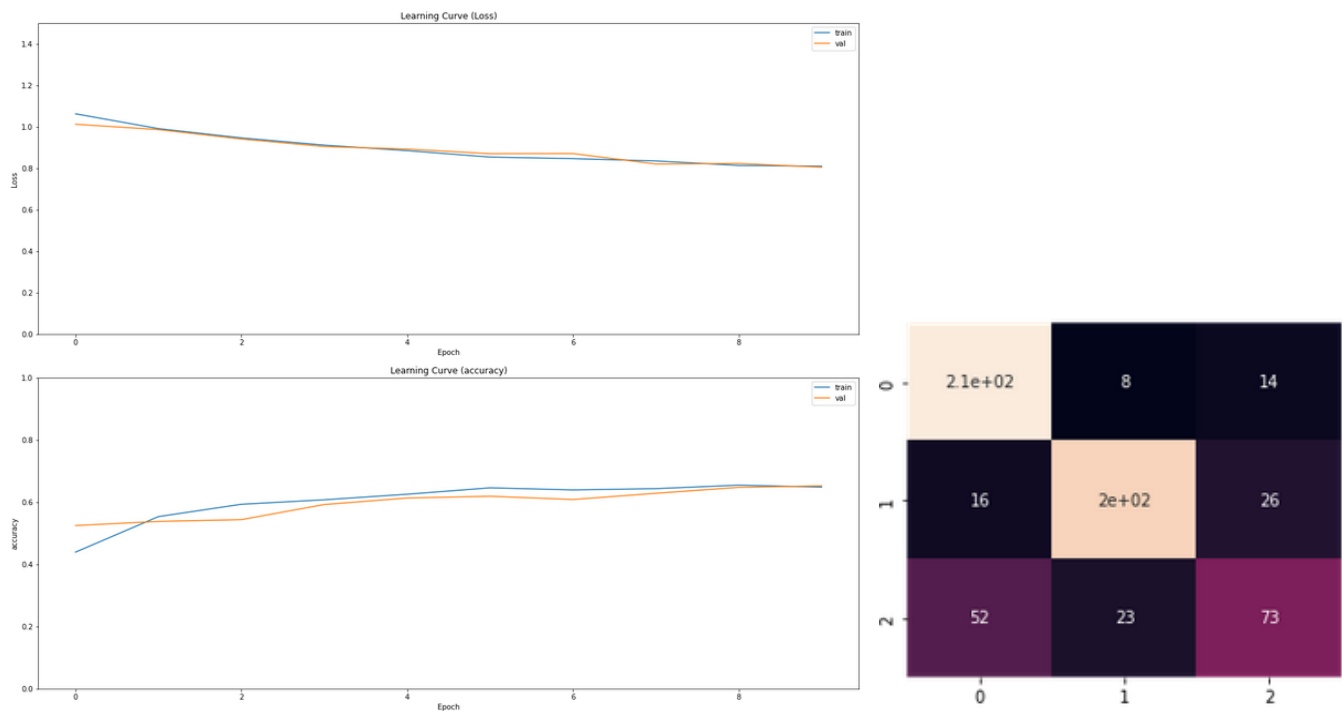 Learning Curve (Loss)
train
val
1.4
1.2
1.0
0.8
0.6
0.4
0.2
0.0
Loss
0 2 4 6 8
Epoch
Learning Curve (accuracy)
train
val
1.0
0.8
0.6
0.4
0.2
0.0
accuracy
0 2 4 6 8
Epoch
0 2.1e+02 8 14
1 16 2e+02 26
2 52 23 73
0 1 2